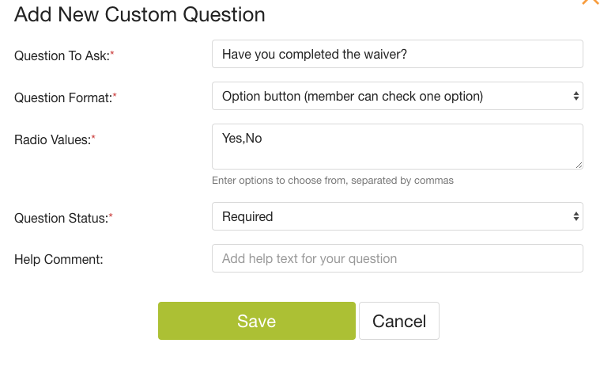 Add New Custom Question
Question To Ask:*
Have you completed the waiver?
Question Format:*
Option button (member can check one option)
Radio Values:*
Yes,No
Enter options to choose from, separated by commas
Question Status:*
Required
Help Comment:
Add help text for your question
Save
Cancel